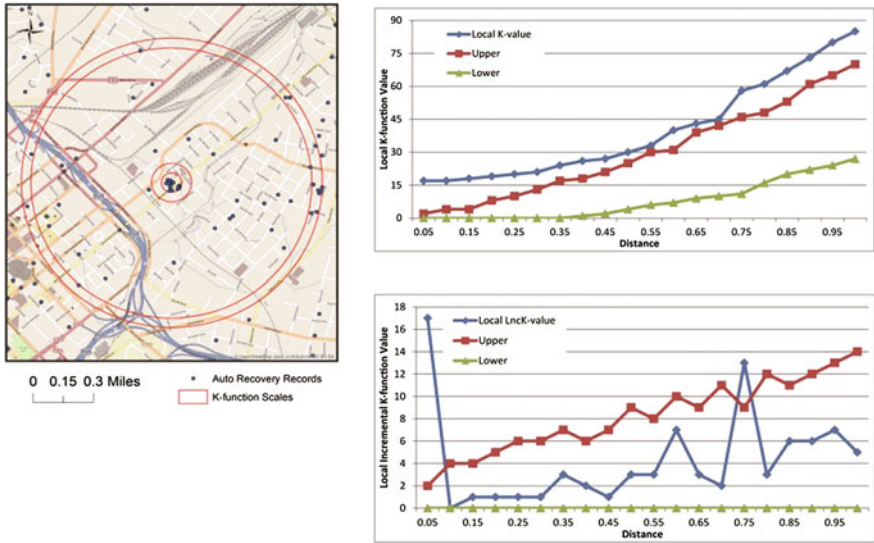 0 0.15 0.3 Miles
Auto Recovery Records
K-function Scales
90
75
60
45
30
15
0
Local K-function Value
Local K-value
Upper
Lower
0.05 0.15 0.25 0.35 0.45 0.55 0.65 0.75 0.85 0.95
Distance
18
16
14
12
10
8
6
4
2
0
Local Incremental K-function Value
Local LncK-value
Upper
Lower
0.05 0.15 0.25 0.35 0.45 0.55 0.65 0.75 0.85 0.95
Distance